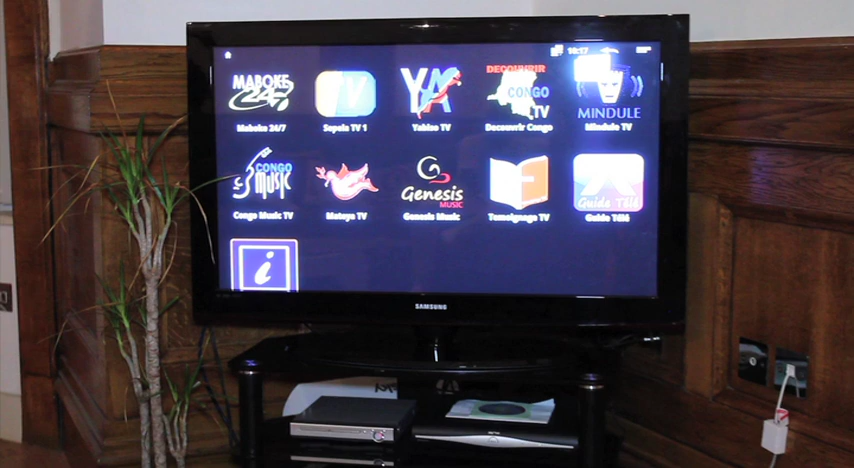 18:17
MABOKE
24/7
TV
YA
DECOUVRIR
CONGO
TV
MINDULE
Maboke 24/7
Sepela TV 1
Yabiso TV
Decouvrir Congo
Mindule TV
CONGO
MUSIC
Genesis
MUSIC
Guide Télé
Congo Music TV
Motoya TV
Genesis Music
Temoignage TV
Guide Télé
i
SAMSUNG